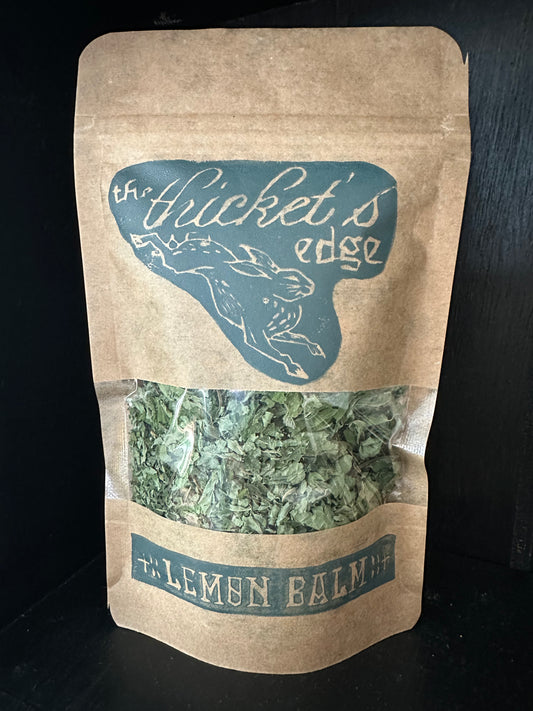 the thicket's
edge
LEMON BALM